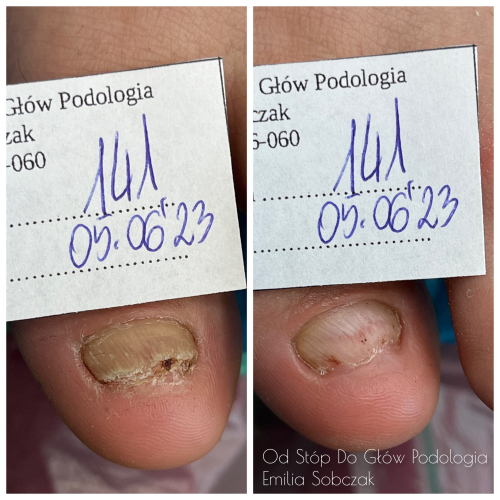 Głów Podologia
zak
-060
141
05.06'23
Głów Podologia
czak
6-060
141
05.06'23
Od Stóp Do Głów Podologia
Emilia Sobczak